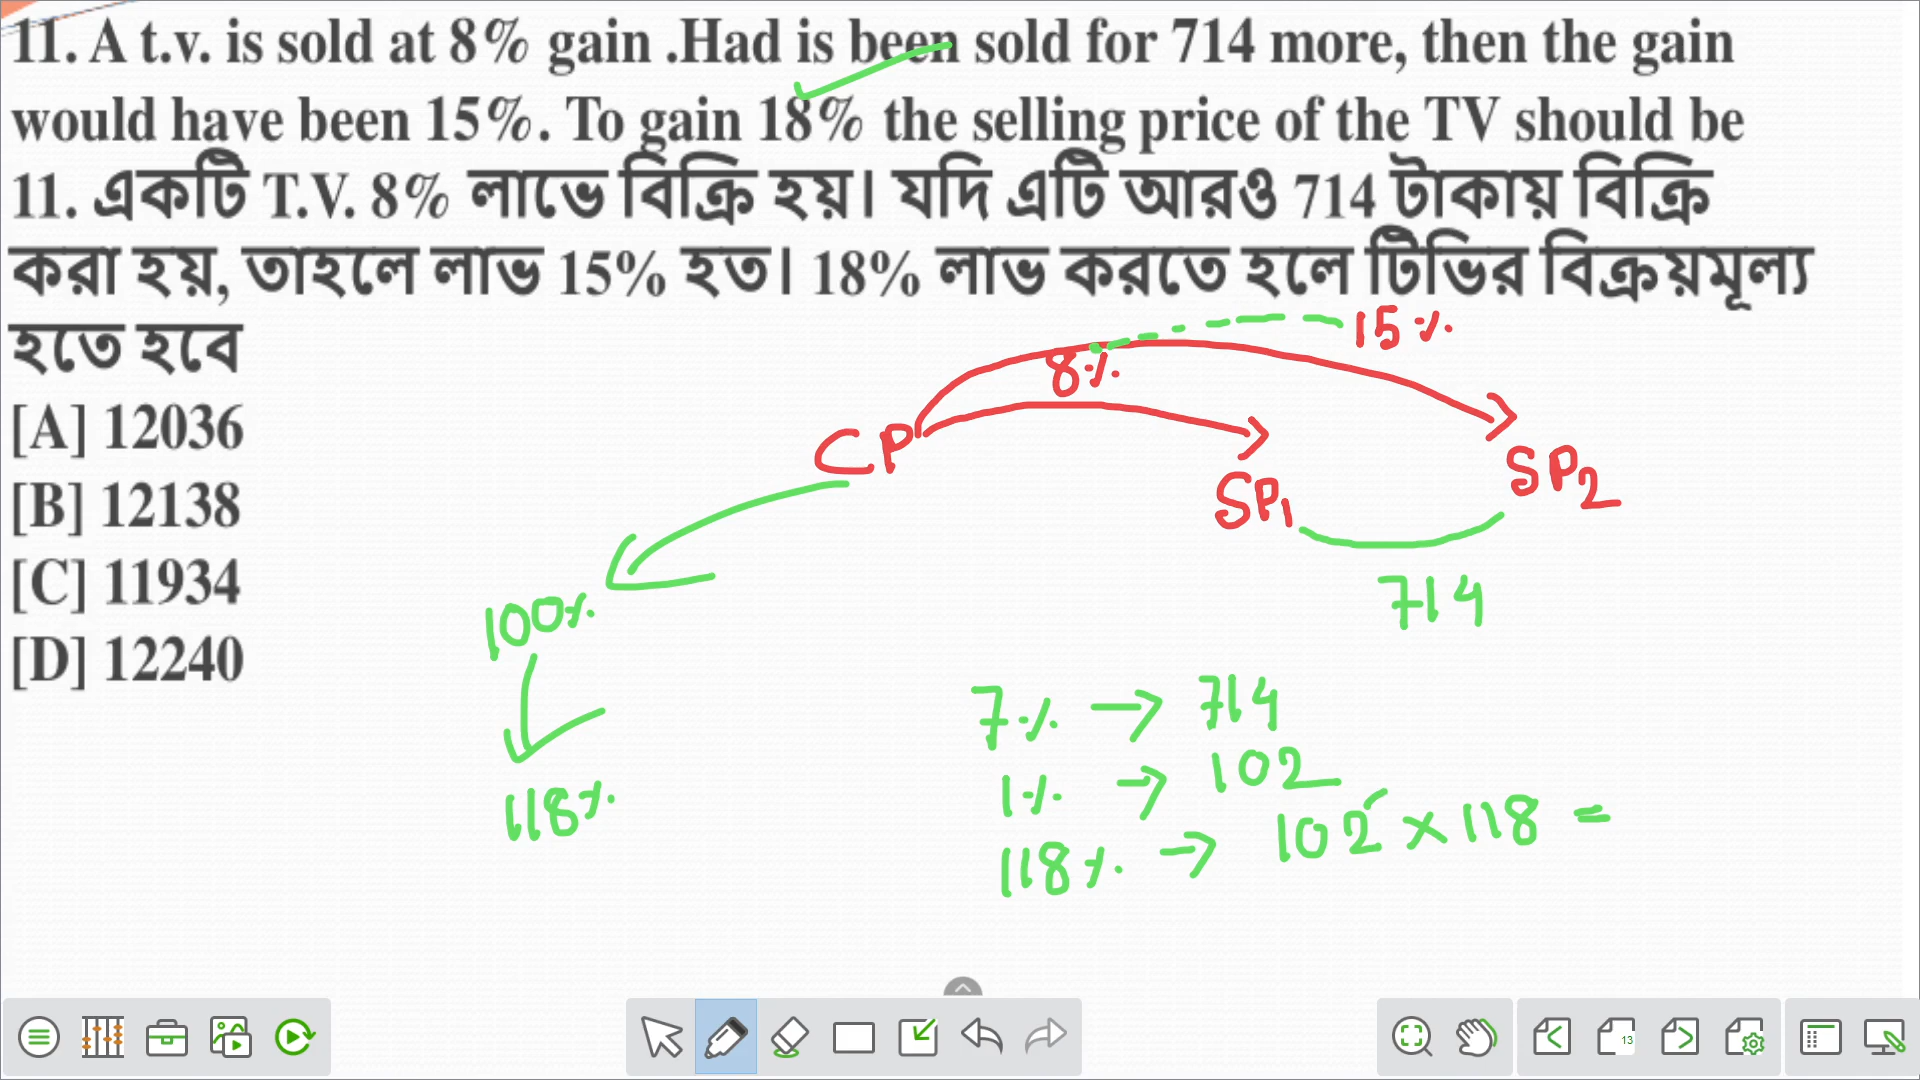 11. A t.v. is sold at 8% gain .Had is been sold for 714 more, then the gain
would have been 15%. To gain 18% the selling price of the TV should be
11. একটি T.V. 8% লাভে বিক্রি হয়। যদি এটি আরও 714 টাকায় বিক্রি
করা হয়, তাহলে লাভ 15% হত। 18% লাভ করতে হলে টিভির বিক্রয়মূল্য
হতে হবে
[A] 12036
[B] 12138
[C] 11934
[D] 12240
15%
8%
CP
SP1
SP2
714
100%
118%
7% → 714
1% → 102
118% → 102 × 118 =
13